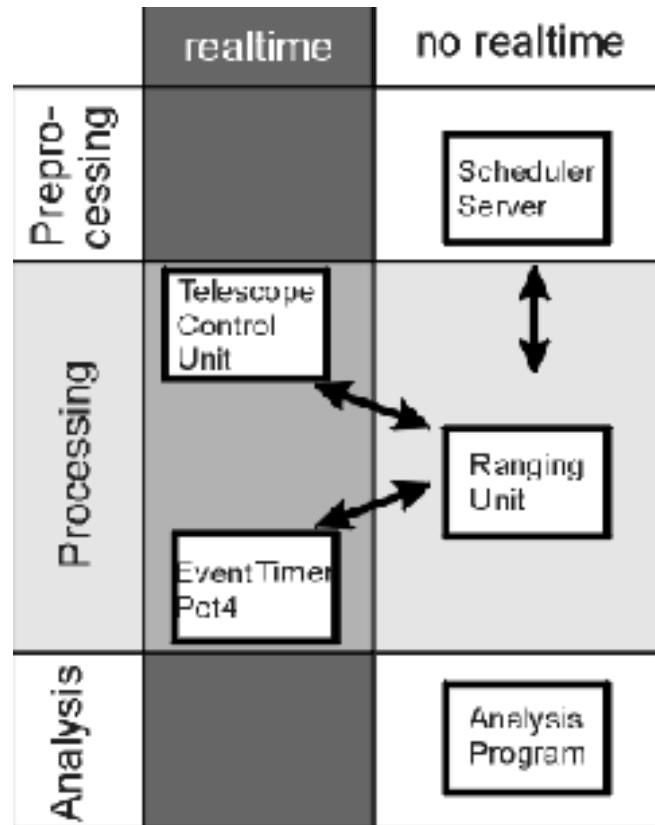 realtime
no realtime
Prepro-
cessing
Scheduler
Server
Processing
Telescope
Control
Unit
Ranging
Unit
EventTimer
Pct4
Analysis
Analysis
Program